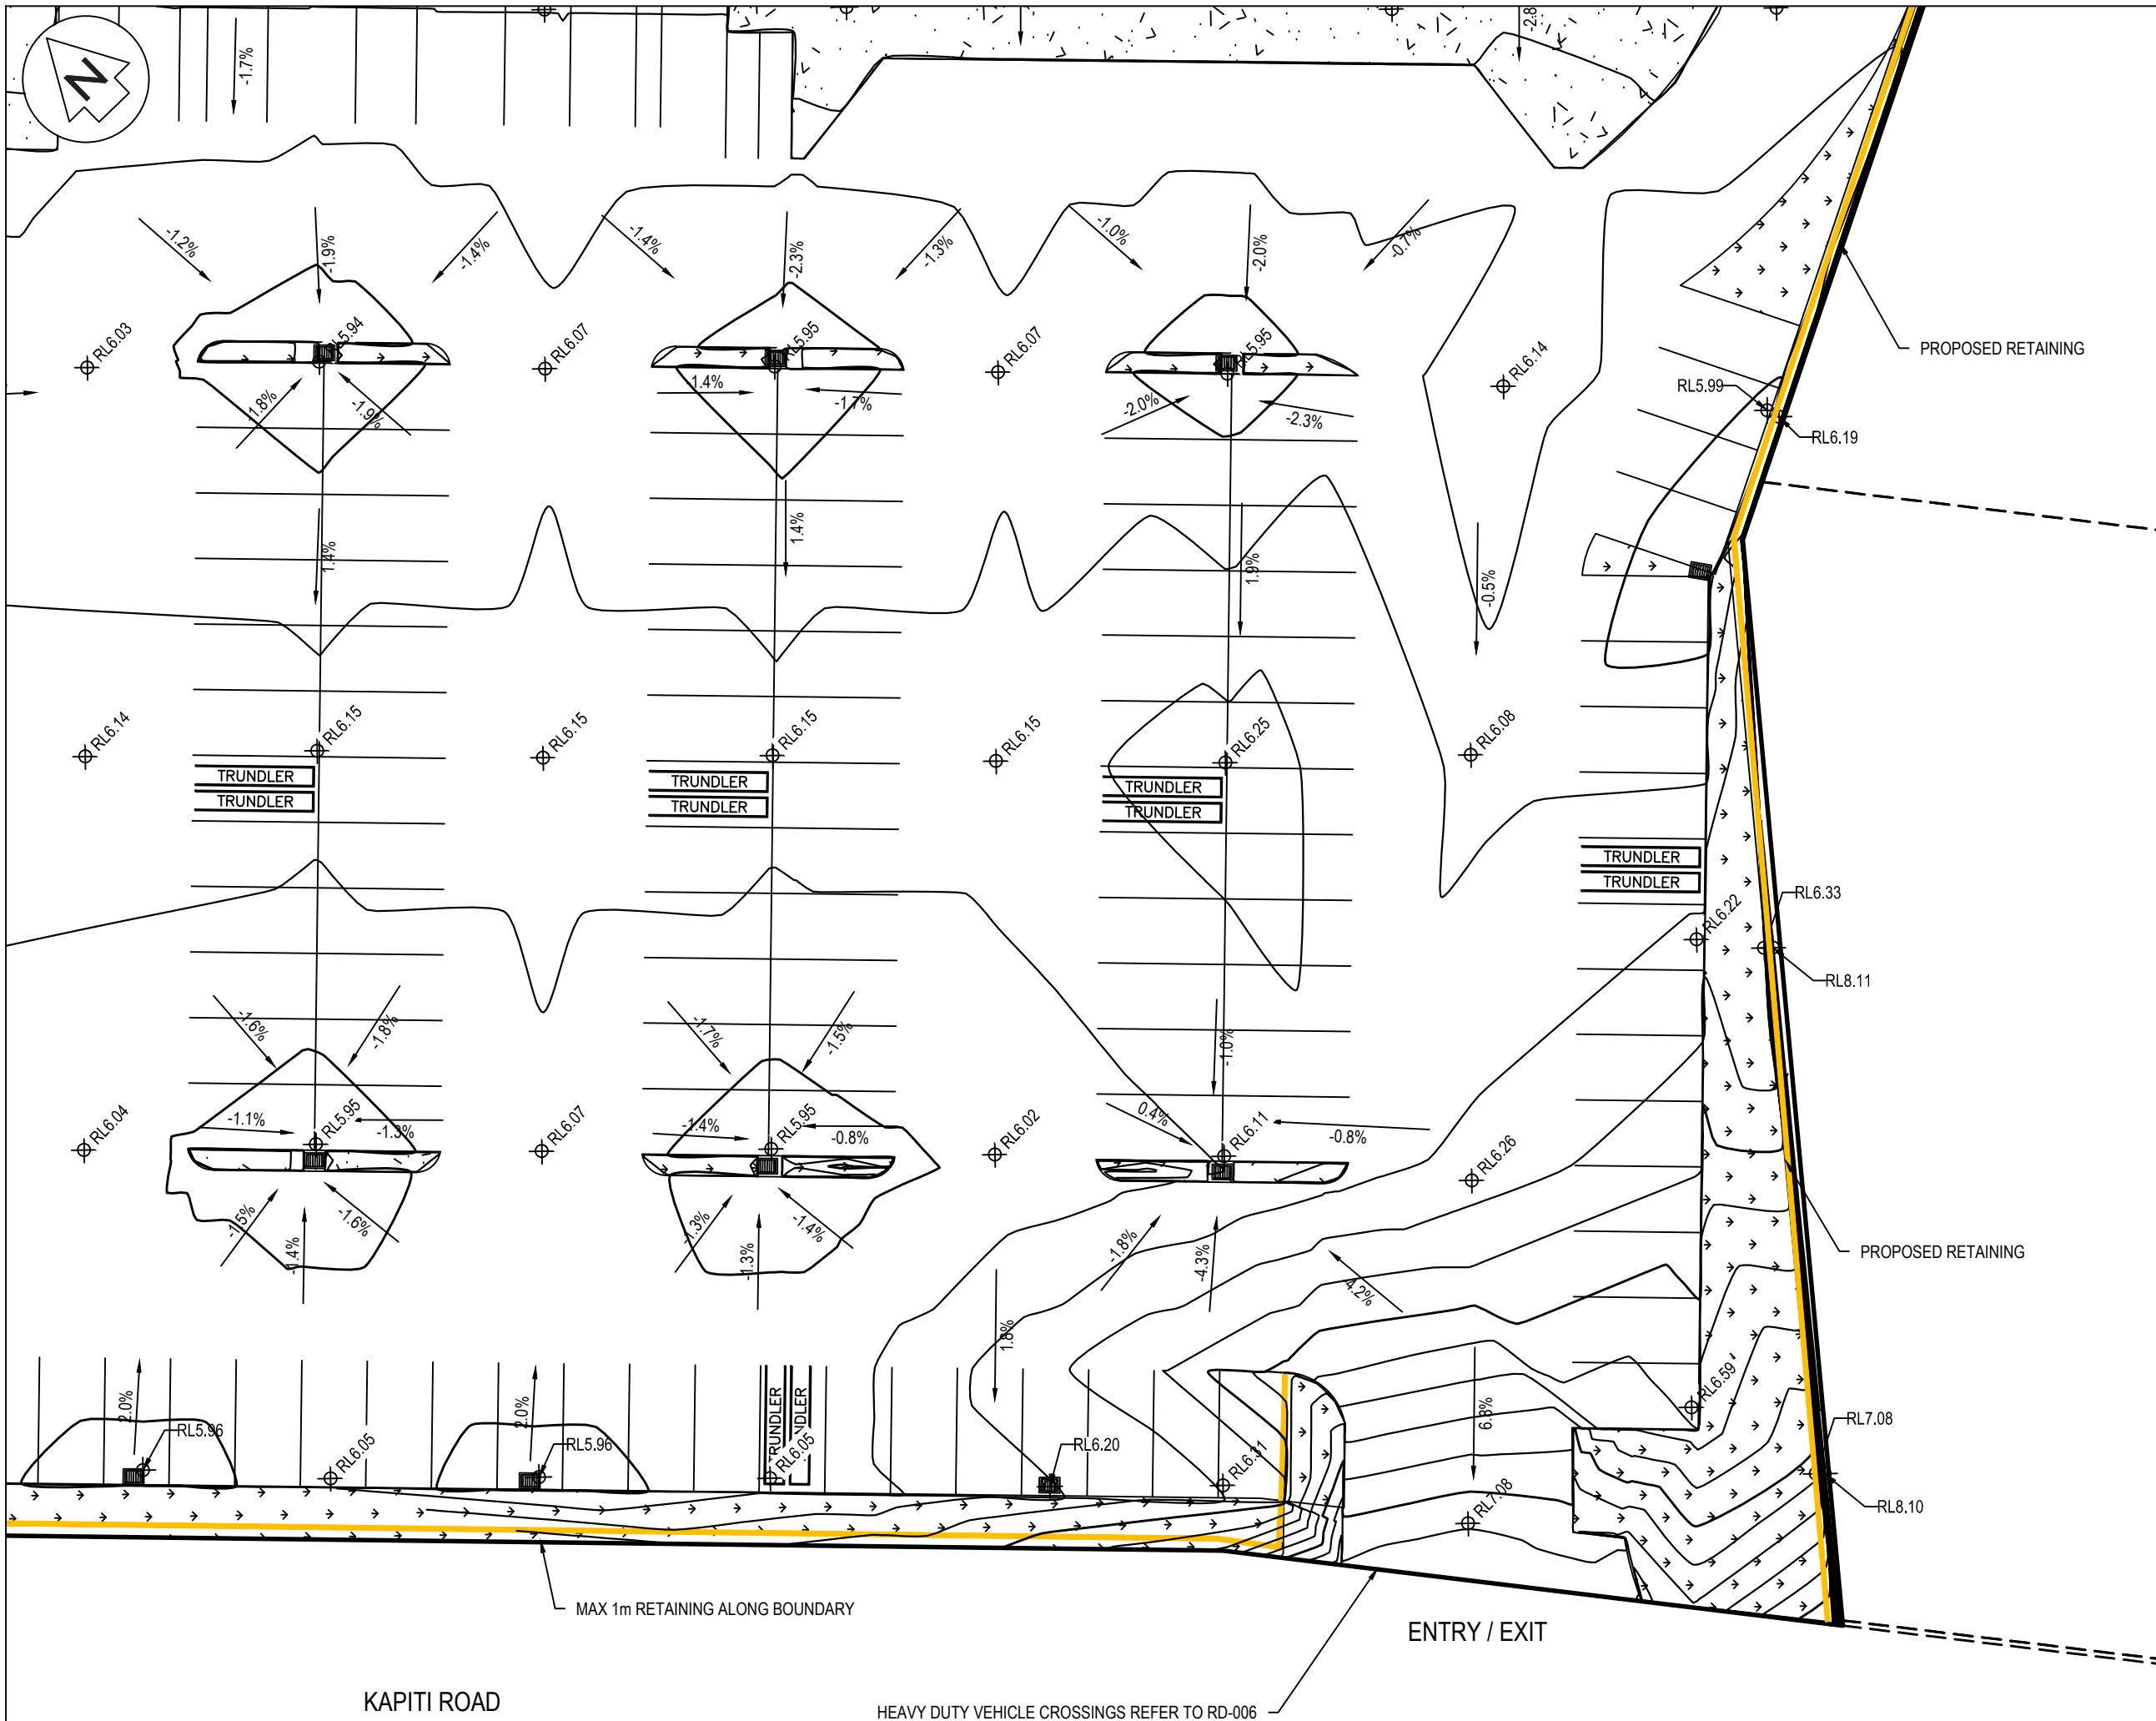 N
-1.7%
2.8
-1.2%
-1.9%
-1.4%
-1.4%
-2.3%
-1.3%
-1.0%
-2.0%
-0.7%
RL6.03
RL5.94
RL6.07
RL5.95
RL6.07
RL5.95
RL6.14
PROPOSED RETAINING
RL5.99
RL6.19
-1.8%
-1.9%
-1.4%
-1.7%
-2.0%
-2.3%
1.4%
1.4%
1.9%
-0.5%
RL6.14
RL6.15
RL6.15
RL6.15
RL6.15
RL6.25
RL6.08
TRUNDLER
TRUNDLER
TRUNDLER
TRUNDLER
TRUNDLER
TRUNDLER
TRUNDLER
TRUNDLER
RL6.22
RL6.33
RL8.11
-1.6%
-1.8%
-1.7%
-1.5%
-1.0%
RL6.04
-1.1%
RL5.95
-1.3%
RL6.07
-1.4%
RL5.95
-0.8%
RL6.02
0.4%
RL6.11
-0.8%
RL6.26
-1.5%
-1.4%
-1.6%
-1.3%
-1.3%
-1.4%
-1.8%
-4.3%
4.2%
PROPOSED RETAINING
1.8%
2.0%
RL5.96
RL6.05
2.0%
RL5.96
TRUNDLER
NDLER
RL6.05
RL6.20
RL6.31
6.8%
RL6.59
RL7.08
RL7.08
RL8.10
MAX 1m RETAINING ALONG BOUNDARY
ENTRY / EXIT
KAPITI ROAD
HEAVY DUTY VEHICLE CROSSINGS REFER TO RD-006